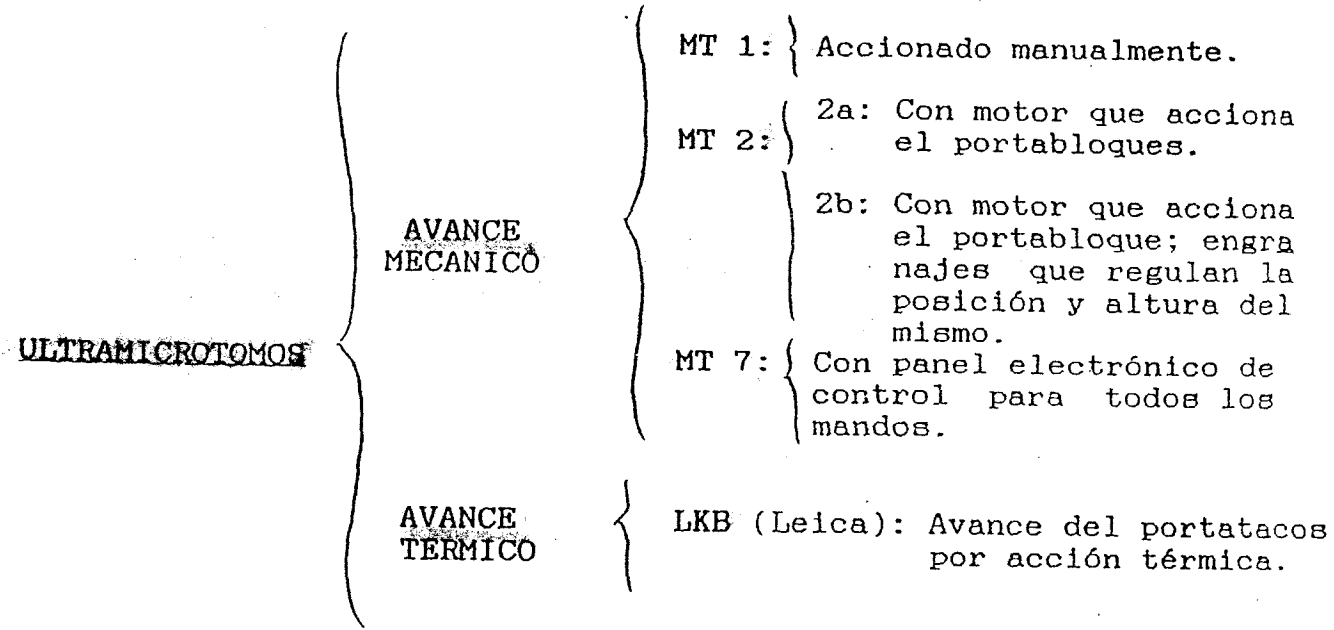 MT 1: Accionado manualmente.
MT 2: 2a: Con motor que acciona
el portabloques.
2b: Con motor que acciona
el portabloque; engra
najes que regulan la
posición y altura del
mismo.
AVANCE
MECANICO
ULTRAMICROTOMOS
MT 7: Con panel electrónico de
control para todos los
mandos.
AVANCE
TERMICO
LKB (Leica): Avance del portatacos
por acción térmica.